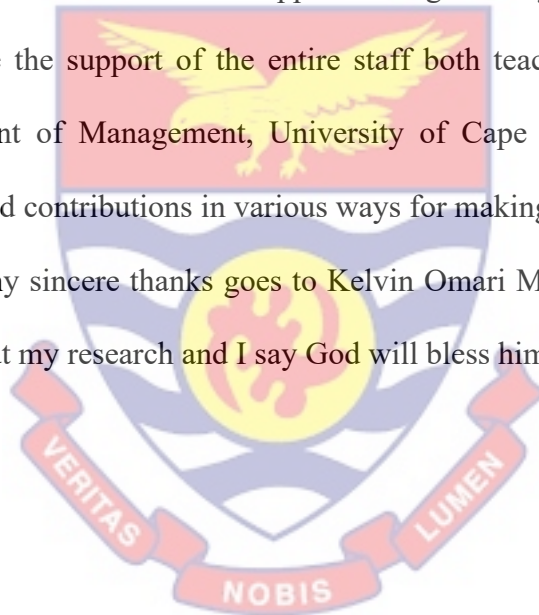 the support of the entire staff both teac
nt of Management, University of Cape
d contributions in various ways for making
y sincere thanks goes to Kelvin Omari M
t my research and I say God will bless him
VERITAS
NOBIS
LUMEN